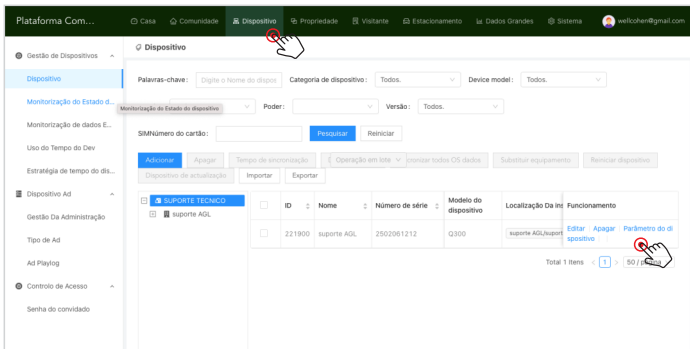 Plataforma Com... Casa Comunidade Dispositivo Propriedade Visitante Estacionamento Dados Grandes Sistema wellcohen@gmail.com
Gestão de Dispositivos
Dispositivo
Monitorização do Estado d...
Monitorização de dados E...
Uso do Tempo do Dev
Estratégia de tempo do dis...
Dispositivo Ad
Gestão Da Administração
Tipo de Ad
Ad Playlog
Controlo de Acesso
Senha do convidado
Dispositivo
Palavras-chave: Digite o Nome do dispos Categoria de dispositivo: Todos. Device model: Todos.
Monitorização do Estado do dispositivo
Poder: Versão: Todos.
SIMNúmero do cartão: Pesquisar Reiniciar
Adicionar Apagar Tempo de sincronização Operação em lote cronizar todos OS dados Substituir equipamento Reiniciar dispositivo
Dispositivo de actualização Importar Exportar
SUPORTE TECNICO
suporte AGL
ID Nome Número de série Modelo do dispositivo Localização Da ins Funcionamento
221900 suporte AGL 2502061212 Q300 suporte AGL/suport Editar Apagar Parâmetro do di
spositivo
Total 1 itens < 1 > 50 / página